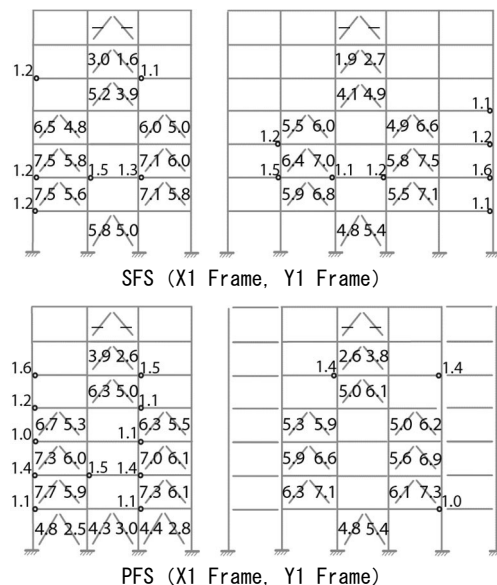 3.0 1.6
1.9 2.7
1.2 1.1
5.2 3.9
4.1 4.9
1.1
6.5 4.8 6.0 5.0
5.5 6.0 4.9 6.6
1.2 1.2
7.5 5.8 7.1 6.0
6.4 7.0 5.8 7.5
1.2 1.5 1.3
1.5 1.1 1.2 1.6
7.5 5.6 7.1 5.8
5.9 6.8 5.5 7.1
1.2 1.1
5.8 5.0
4.8 5.4
SFS (X1 Frame, Y1 Frame)
3.9 2.6
2.6 3.8
1.6 1.5
1.4 1.4
6.3 5.0
5.0 6.1
1.2 1.1
6.7 5.3 6.3 5.5
5.3 5.9 5.0 6.2
1.0 1.1
7.3 6.0 7.0 6.1
5.9 6.6 5.6 6.9
1.4 1.5 1.4
7.7 5.9 7.3 6.1
6.3 7.1 6.1 7.3
1.1 1.1 1.0
4.8 2.5 4.3 3.0 4.4 2.8
4.8 5.4
PFS (X1 Frame, Y1 Frame)